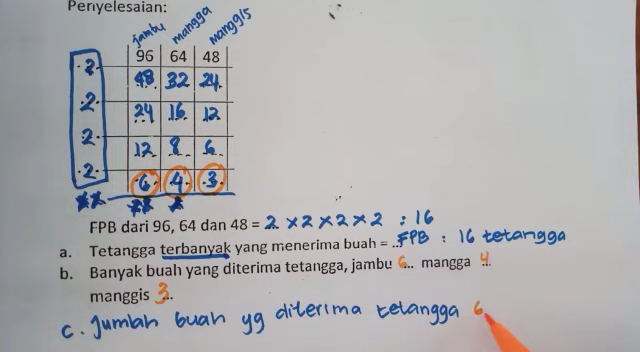 Penyelesaian:
jambu mangga manggis
96 64 48
2 48 32 24
2 24 16 12
2 12 8 6
2 6 4 3
FPB dari 96, 64 dan 48 = 2 x 2 x 2 x 2 : 16
a. Tetangga terbanyak yang menerima buah = FPB : 16 tetangga
b. Banyak buah yang diterima tetangga, jambu 6... mangga 4
manggis 3...
c. Jumlah buah yg diterima tetangga 6